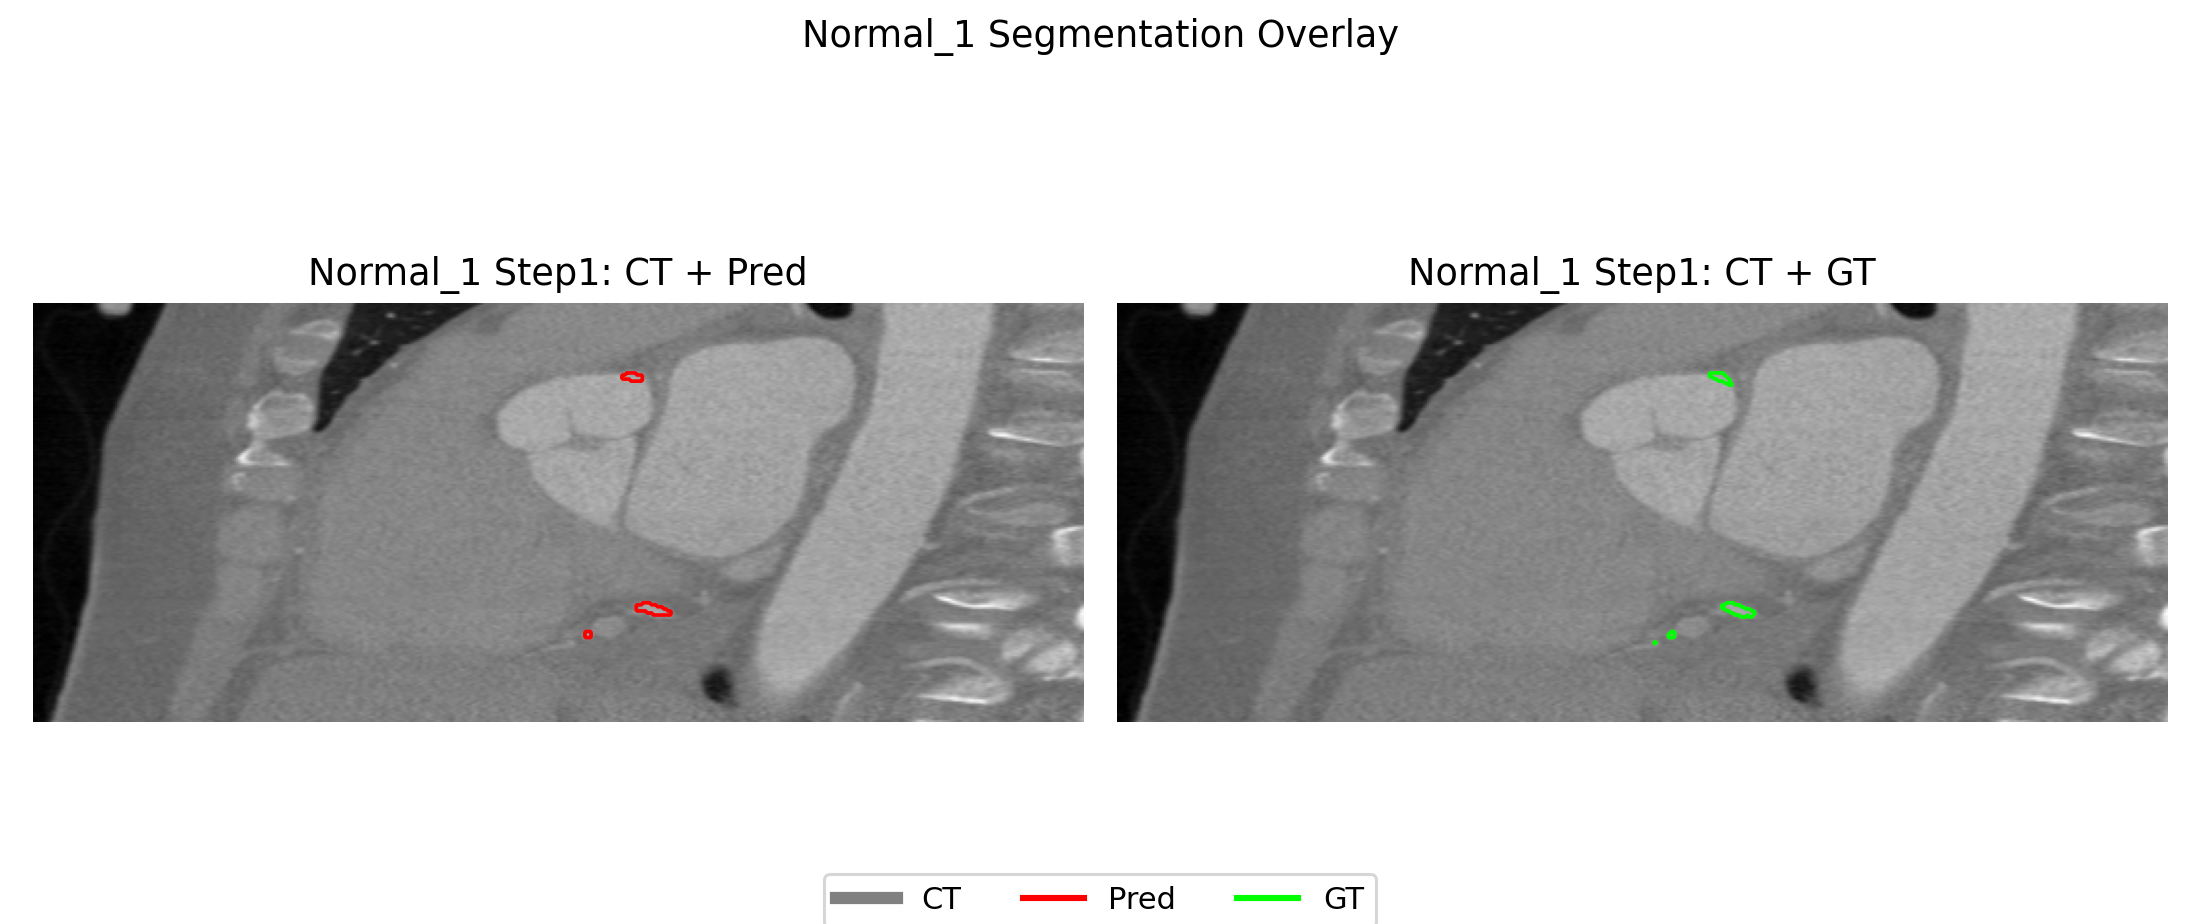 Normal_1 Segmentation Overlay
Normal_1 Step1: CT + Pred
Normal_1 Step1: CT + GT
CT
Pred
GT